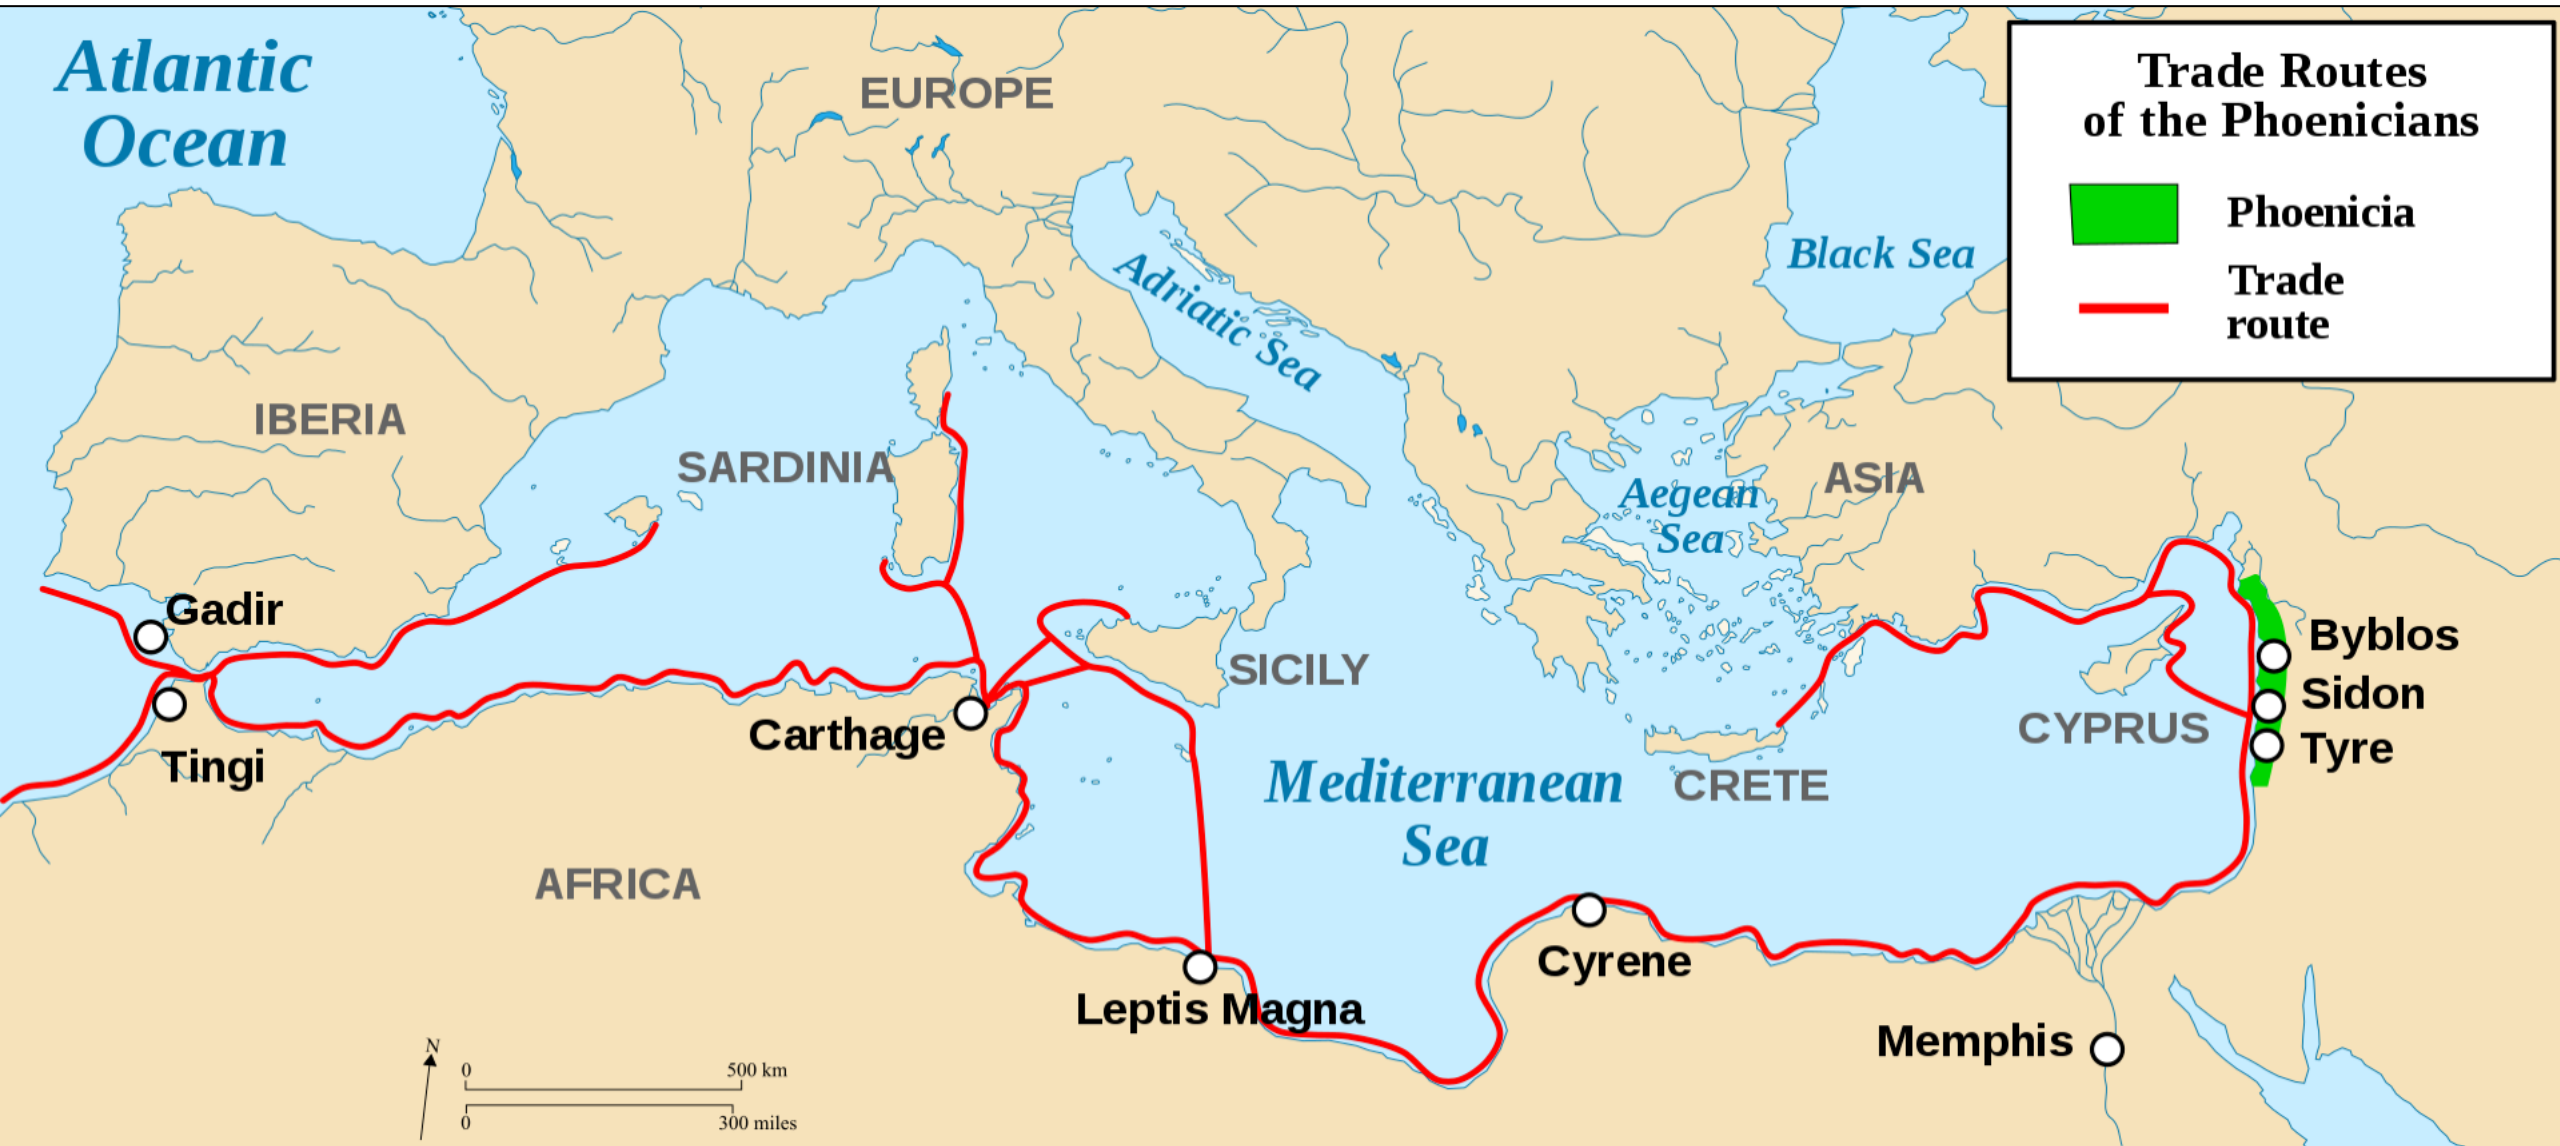 Atlantic
Ocean
EUROPE
Trade Routes
of the Phoenicians
Phoenicia
Trade
route
Black Sea
Adriatic Sea
IBERIA
SARDINIA
ASIA
Aegean
Sea
Gadir
Byblos
SICILY
Sidon
Carthage
CYPRUS
Tyre
Tingi
Mediterranean
Sea
CRETE
AFRICA
Cyrene
Leptis Magna
Memphis
N
0 500 km
0 300 miles